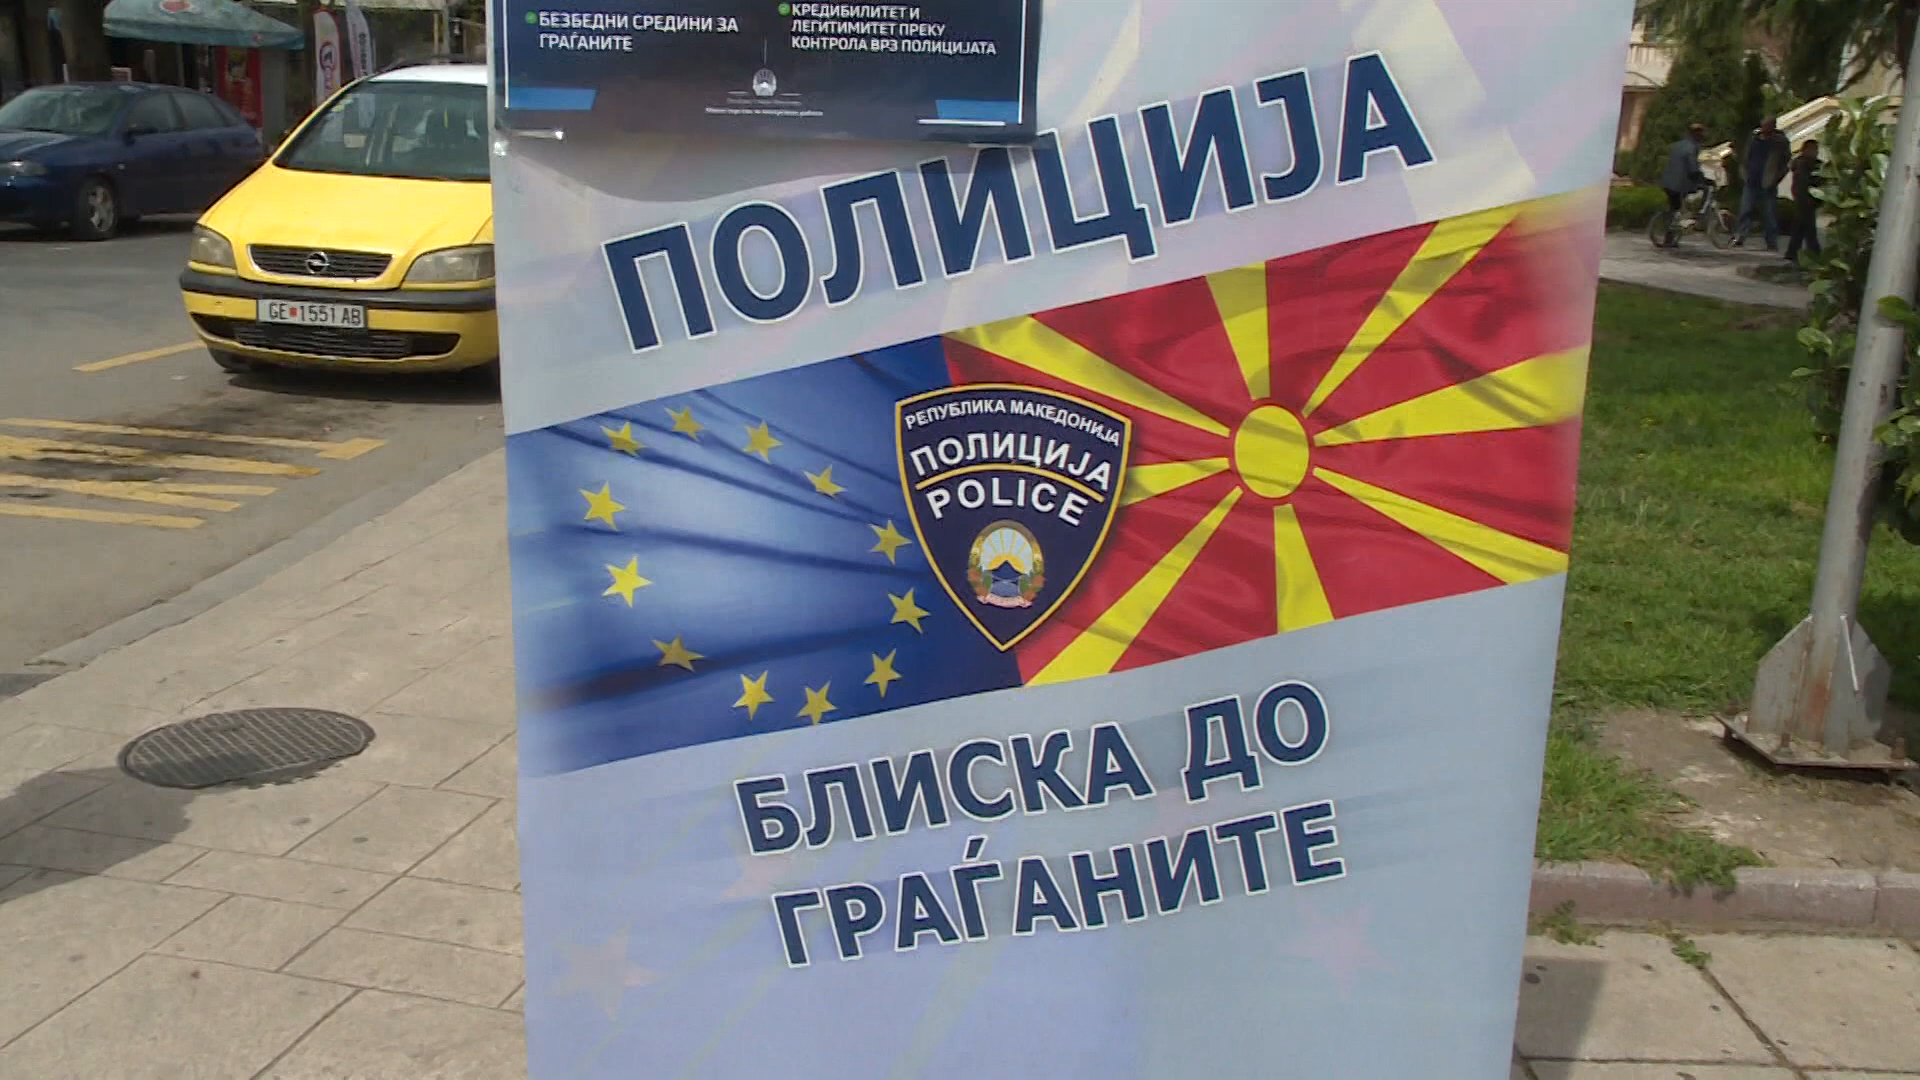 БЕЗБЕДНИ СРЕДИНИ ЗА
ГРАЃАНИТЕ
КРЕДИБИЛИТЕТ И
ЛЕГИТИМИТЕТ ПРЕКУ
КОНТРОЛА ВРЗ ПОЛИЦИЈАТА
ПОЛИЦИЈА
РЕПУБЛИКА МАКЕДОНИЈА
ПОЛИЦИЈА
POLICE
БЛИСКА ДО
ГРАЃАНИТЕ
GE 1551 AB